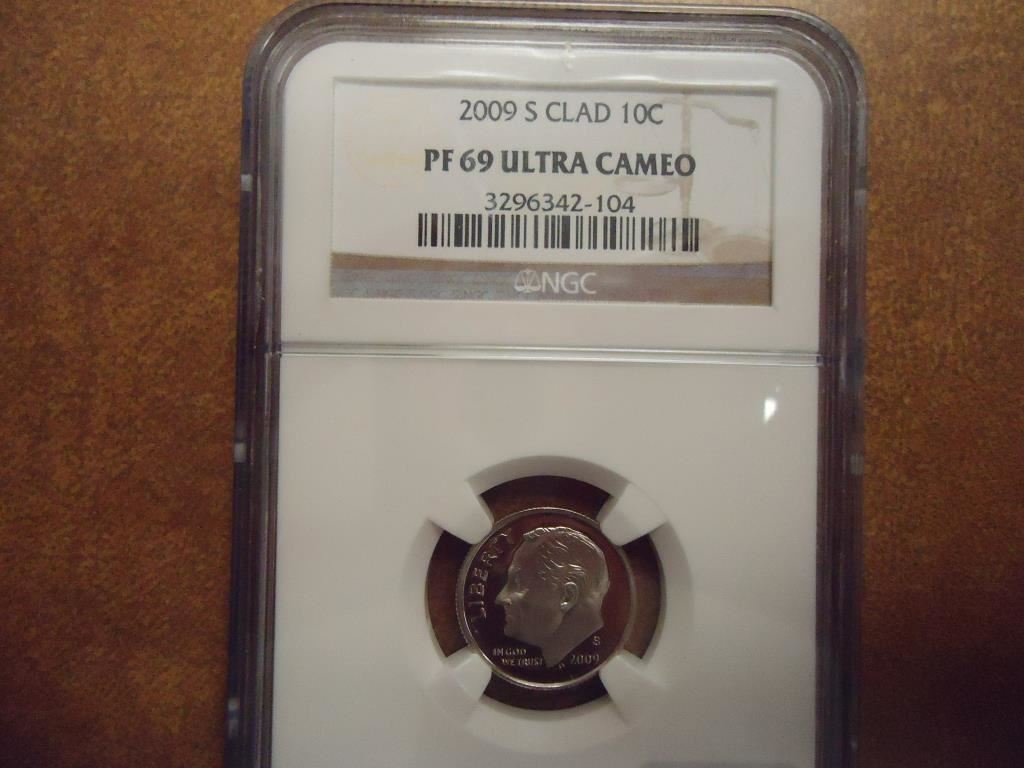 2009 S CLAD 10C
PF 69 ULTRA CAMEO
3296342-104
NGC
LIBERTY
IN GOD
WE TRUST
S
2009